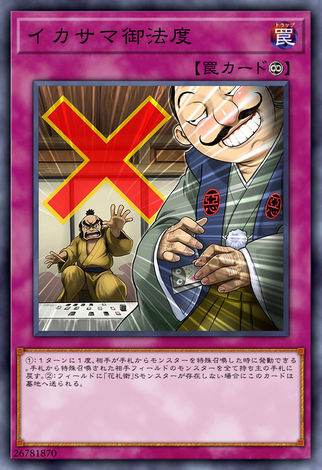 イカサマ御法度
罠
トラップ
【罠カード】
①:1ターンに1度、相手が手札からモンスターを特殊召喚した時に発動できる。
手札から特殊召喚された相手フィールドのモンスターを全て持ち主の手札に
戻す。②:フィールドに「花札衛」Sモンスターが存在しない場合にこのカードは
墓地へ送られる。
26781870